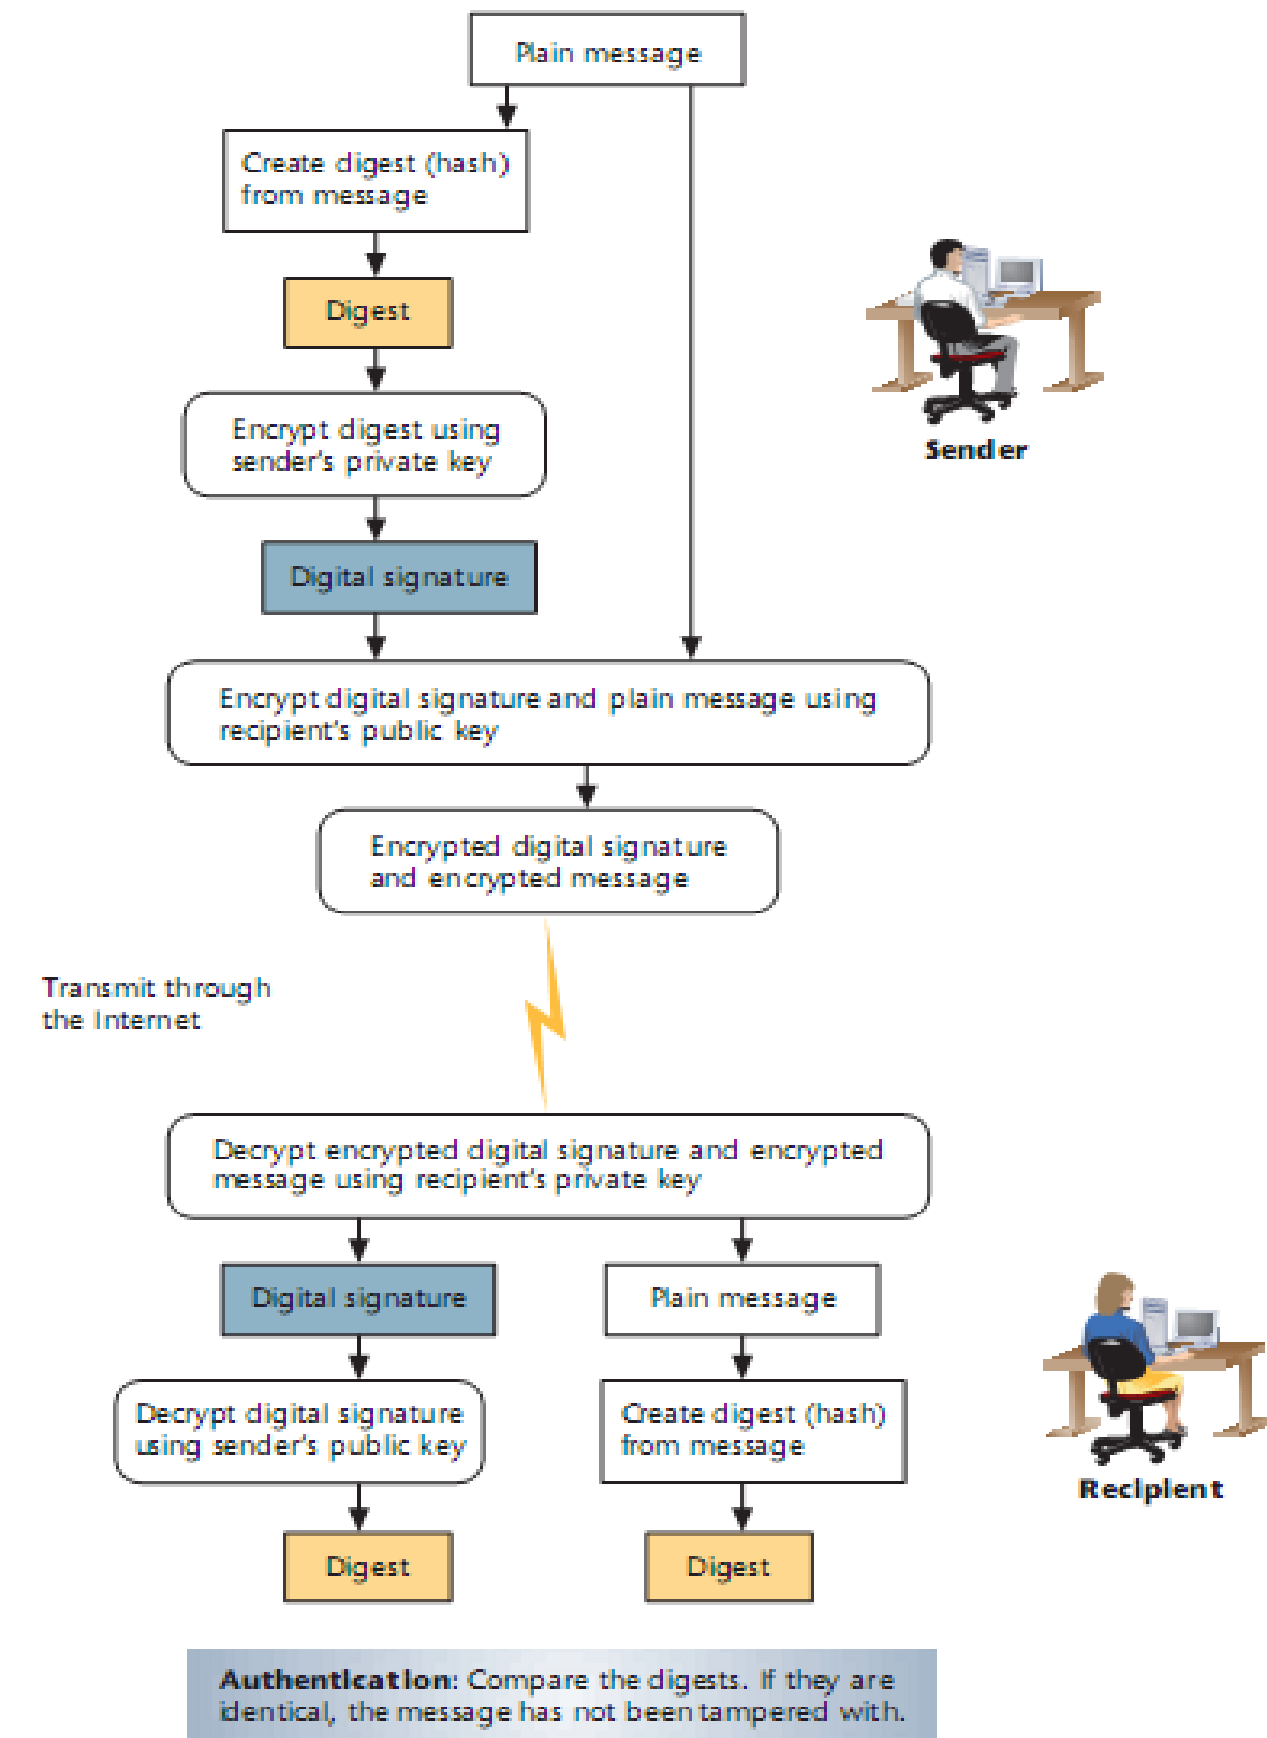 Plain message
Create digest (hash)
from message
Digest
Encrypt digest using
sender's private key
Sender
Digital signature
Encrypt digital signature and plain message using
recipient's public key
Encrypted digital signature
and encrypted message
Transmit through
the Internet
Decrypt encrypted digital signature and encrypted
message using recipient's private key
Digital signature
Plain message
Decrypt digital signature
using sender's public key
Create digest (hash)
from message
Recipient
Digest
Digest
Authentication: Compare the digests. If they are
identical, the message has not been tampered with.